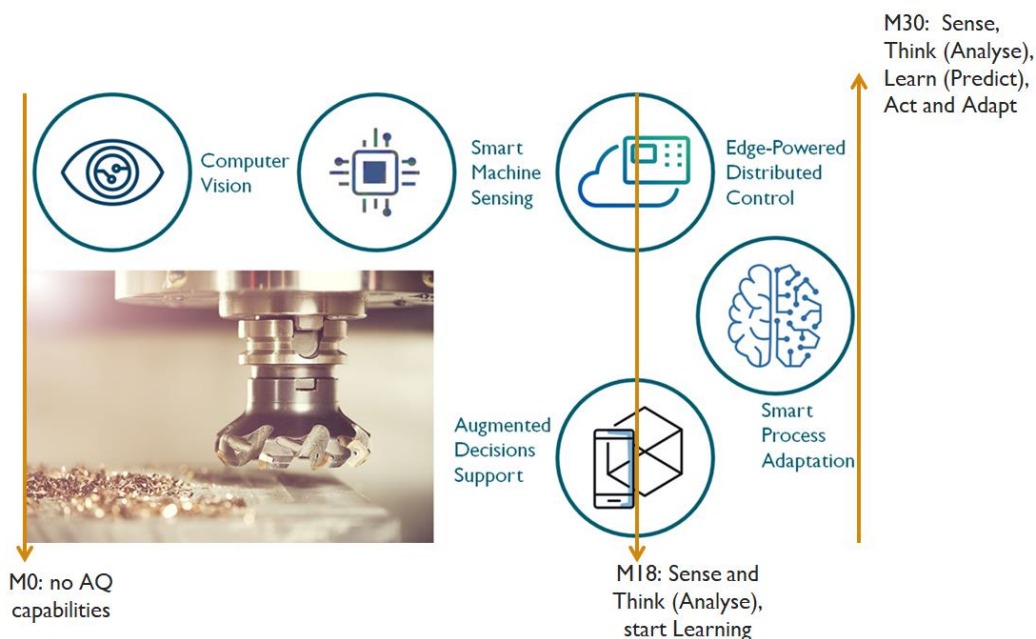 M30: Sense,
Think (Analyse),
Learn (Predict),
Act and Adapt
Computer
Vision
Smart
Machine
Sensing
Edge-Powered
Distributed
Control
Augmented
Decisions
Support
Smart
Process
Adaptation
M0: no AQ
capabilities
M18: Sense and
Think (Analyse),
start Learning